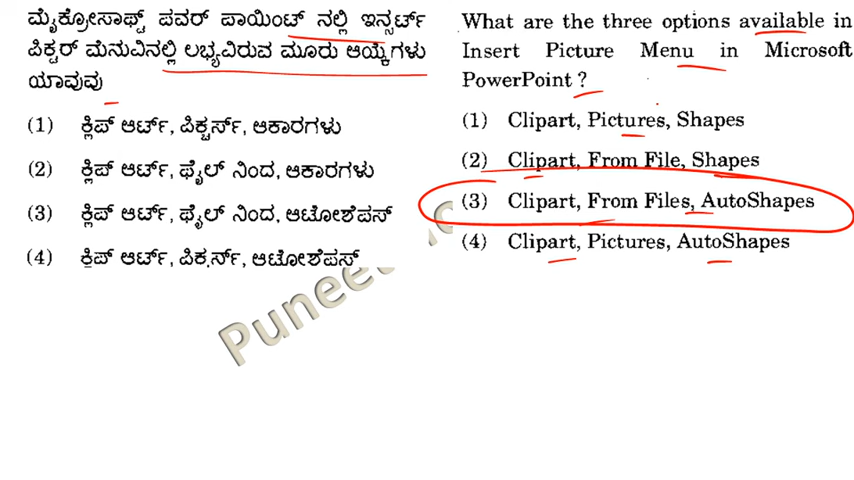 ಮೈಕ್ರೋಸಾಫ್ಟ್ ಪವರ್ ಪಾಯಿಂಟ್ ನಲ್ಲಿ ಇನ್ಸರ್ಟ್
ಪಿಕ್ಚರ್ ಮೆನುವಿನಲ್ಲಿ ಲಭ್ಯವಿರುವ ಮೂರು ಆಯ್ಕೆಗಳು
ಯಾವುವು
(1) ಕ್ಲಿಪ್ ಆರ್ಟ್, ಪಿಕ್ಚರ್ಸ್, ಆಕಾರಗಳು
(2) ಕ್ಲಿಪ್ ಆರ್ಟ್, ಫೈಲ್ ನಿಂದ, ಆಕಾರಗಳು
(3) ಕ್ಲಿಪ್ ಆರ್ಟ್, ಫೈಲ್ ನಿಂದ, ಆಟೋಶೆಪಸ್
(4) ಕ್ಲಿಪ್ ಆರ್ಟ್, ಪಿಕ್ಚರ್ಸ್, ಆಟೋಶೆಪಸ್
What are the three options available in
Insert Picture Menu in Microsoft
PowerPoint ?
(1) Clipart, Pictures, Shapes
(2) Clipart, From File, Shapes
(3) Clipart, From Files, AutoShapes
(4) Clipart, Pictures, AutoShapes